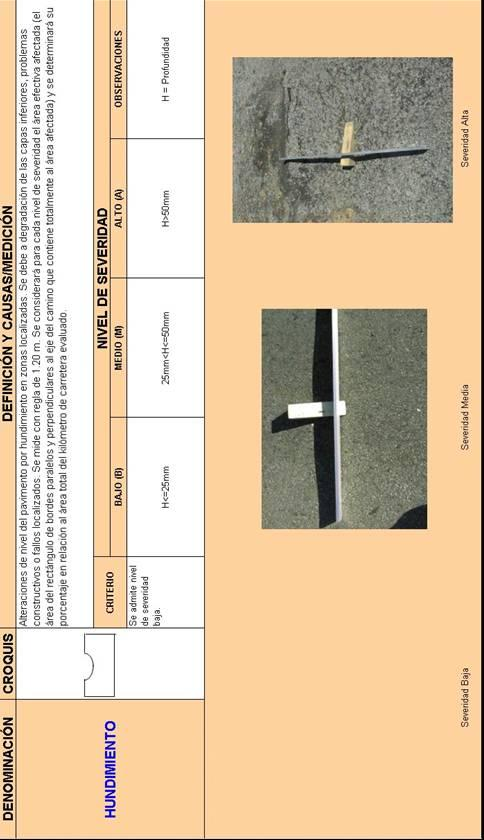 DENOMINACIÓN
CROQUIS
DEFINICIÓN Y CAUSAS/MEDICIÓN
HUNDIMIENTO
Alteraciones de nivel del pavimento por hundimiento en zonas localizadas. Se debe a degradación de las capas inferiores, problemas
constructivos o fallos localizados. Se mide con regla de 1.20 m. Se considerará para cada nivel de severidad el área efectiva afectada (el
área del rectángulo de bordes paralelos y perpendiculares al eje del camino que contiene totalmente al área afectada) y se determinará su
porcentaje en relación al área total del kilómetro de carretera evaluado.
CRITERIO
NIVEL DE SEVERIDAD
BAJO (B)
MEDIO (M)
ALTO (A)
OBSERVACIONES
Se admite nivel
de severidad
baja.
H<=25mm
25mm<H<=50mm
H>50mm
H = Profundidad
Severidad Baja
Severidad Media
Severidad Alta